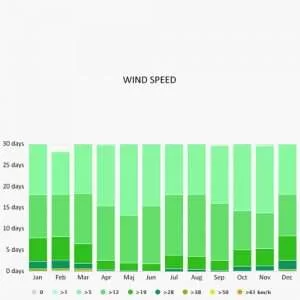 WIND SPEED
30 days
25 days
20 days
15 days
10 days
5 days
0 days
Jan Feb Mar Apr May Jun Jul Aug Sep Oct Nov Dec
0 >1 >5 >12 >19 >28 >38 >50 >61 km/h